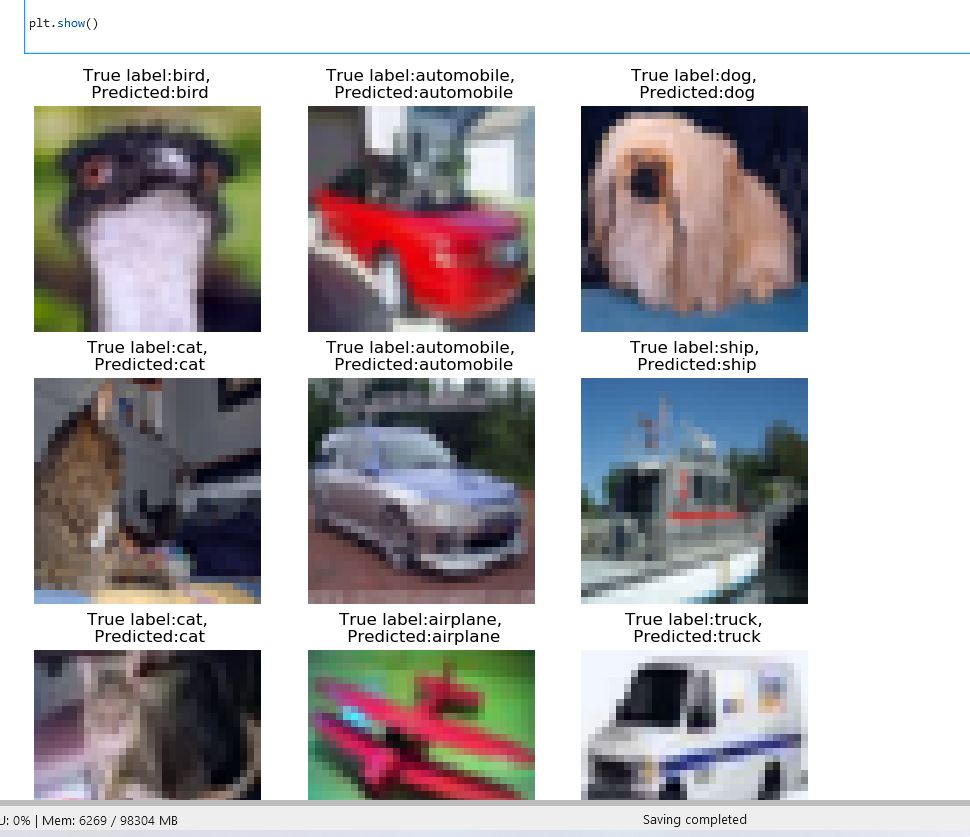 plt.show()
True label:bird,
Predicted:bird
True label:automobile,
Predicted:automobile
True label:dog,
Predicted:dog
True label:cat,
Predicted:cat
True label:automobile,
Predicted:automobile
True label:ship,
Predicted:ship
True label:cat,
Predicted:cat
True label:airplane,
Predicted:airplane
True label:truck,
Predicted:truck
U: 0% | Mem: 6269 / 98304 MB
Saving completed